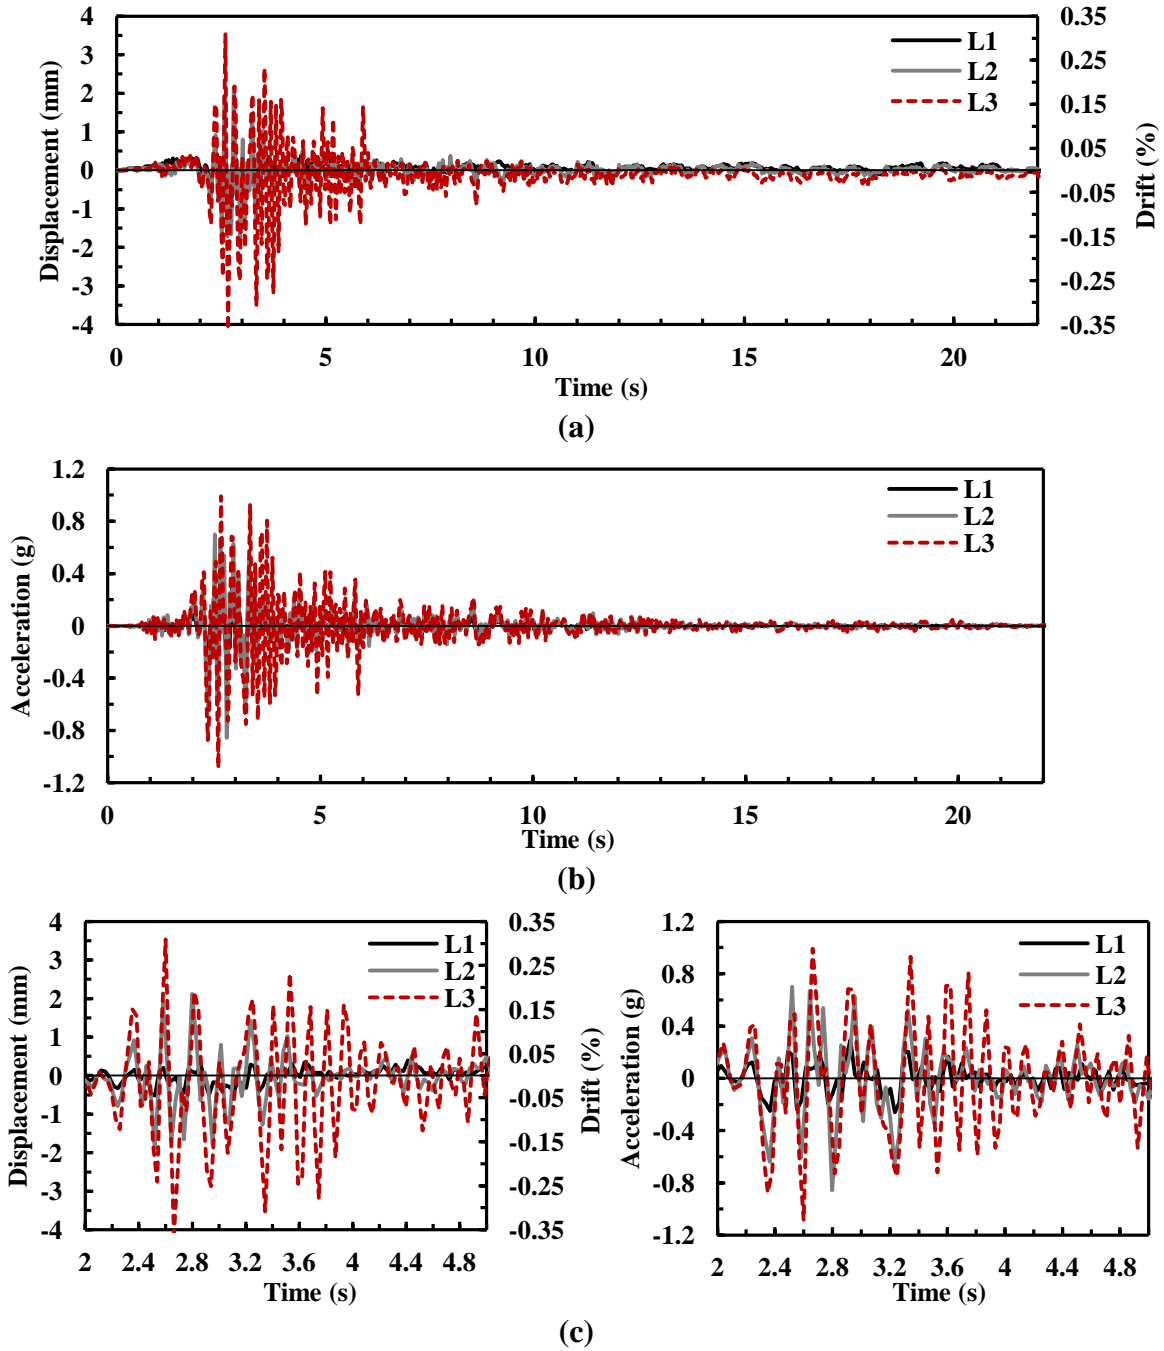 4
3
2
1
0
-1
-2
-3
-4
Displacement (mm)
0.35
0.25
0.15
0.05
-0.05
-0.15
-0.25
-0.35
Drift (%)
L1
L2
L3
0 5 10 15 20
Time (s)
(a)
1.2
0.8
0.4
0
-0.4
-0.8
-1.2
Acceleration (g)
L1
L2
L3
0 5 10 15 20
Time (s)
(b)
4
3
2
1
0
-1
-2
-3
-4
Displacement (mm)
0.35
0.25
0.15
0.05
-0.05
-0.15
-0.25
-0.35
Drift (%)
L1
L2
L3
2 2.4 2.8 3.2 3.6 4 4.4 4.8
Time (s)
1.2
0.8
0.4
0
-0.4
-0.8
-1.2
Acceleration (g)
L1
L2
L3
2 2.4 2.8 3.2 3.6 4 4.4 4.8
Time (s)
(c)